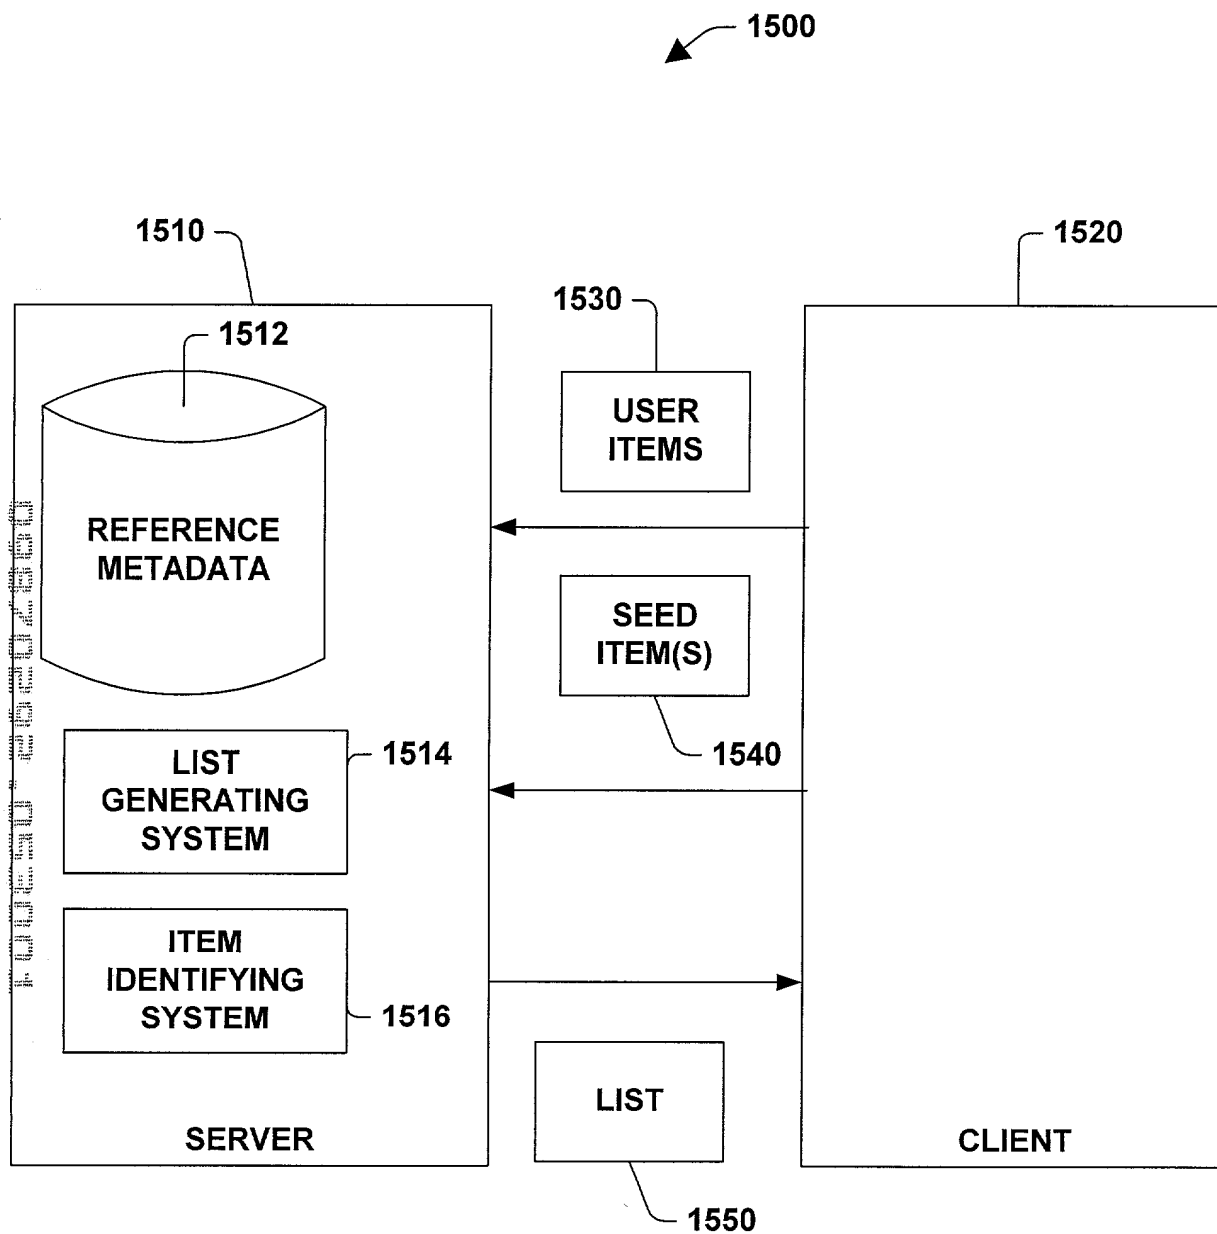 1500
1510
1520
1530
1512
USER
ITEMS
REFERENCE
METADATA
SEED
ITEM(S)
LIST
GENERATING
SYSTEM
1514
1540
ITEM
IDENTIFYING
SYSTEM
1516
LIST
SERVER
CLIENT
1550